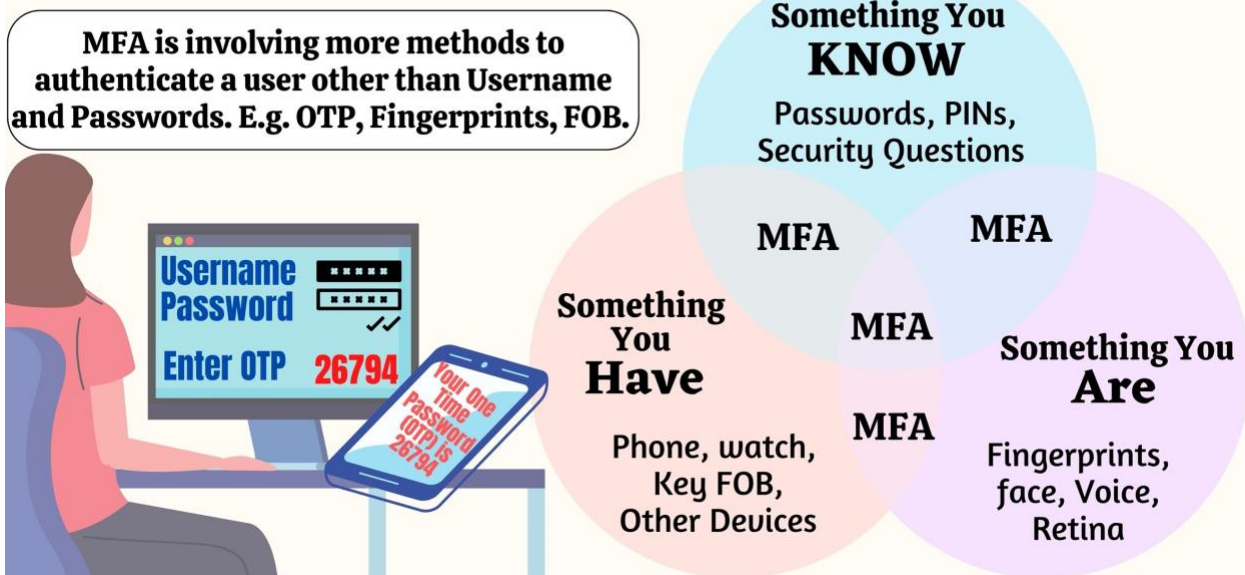 MFA is involving more methods to
authenticate a user other than Username
and Passwords. E.g. OTP, Fingerprints, FOB.
Username
*****
Password
*****
Enter OTP 26794
Your One
Time
Password
(OTP) is
26794
Something You
KNOW
Passwords, PINs,
Security Questions
MFA
MFA
Something
You
Have
MFA
Something You
Are
MFA
Phone, watch,
Key FOB,
Other Devices
Fingerprints,
face, Voice,
Retina